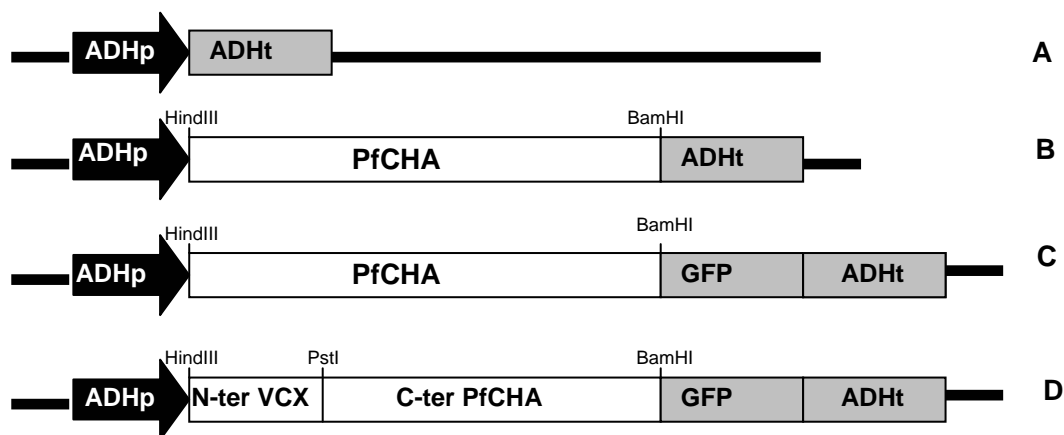 ADHp ADHt A
HindIII BamHI
ADHp PfCHA ADHt B
HindIII BamHI
ADHp PfCHA GFP ADHt C
HindIII PstI BamHI
ADHp N-ter VCX C-ter PfCHA GFP ADHt D